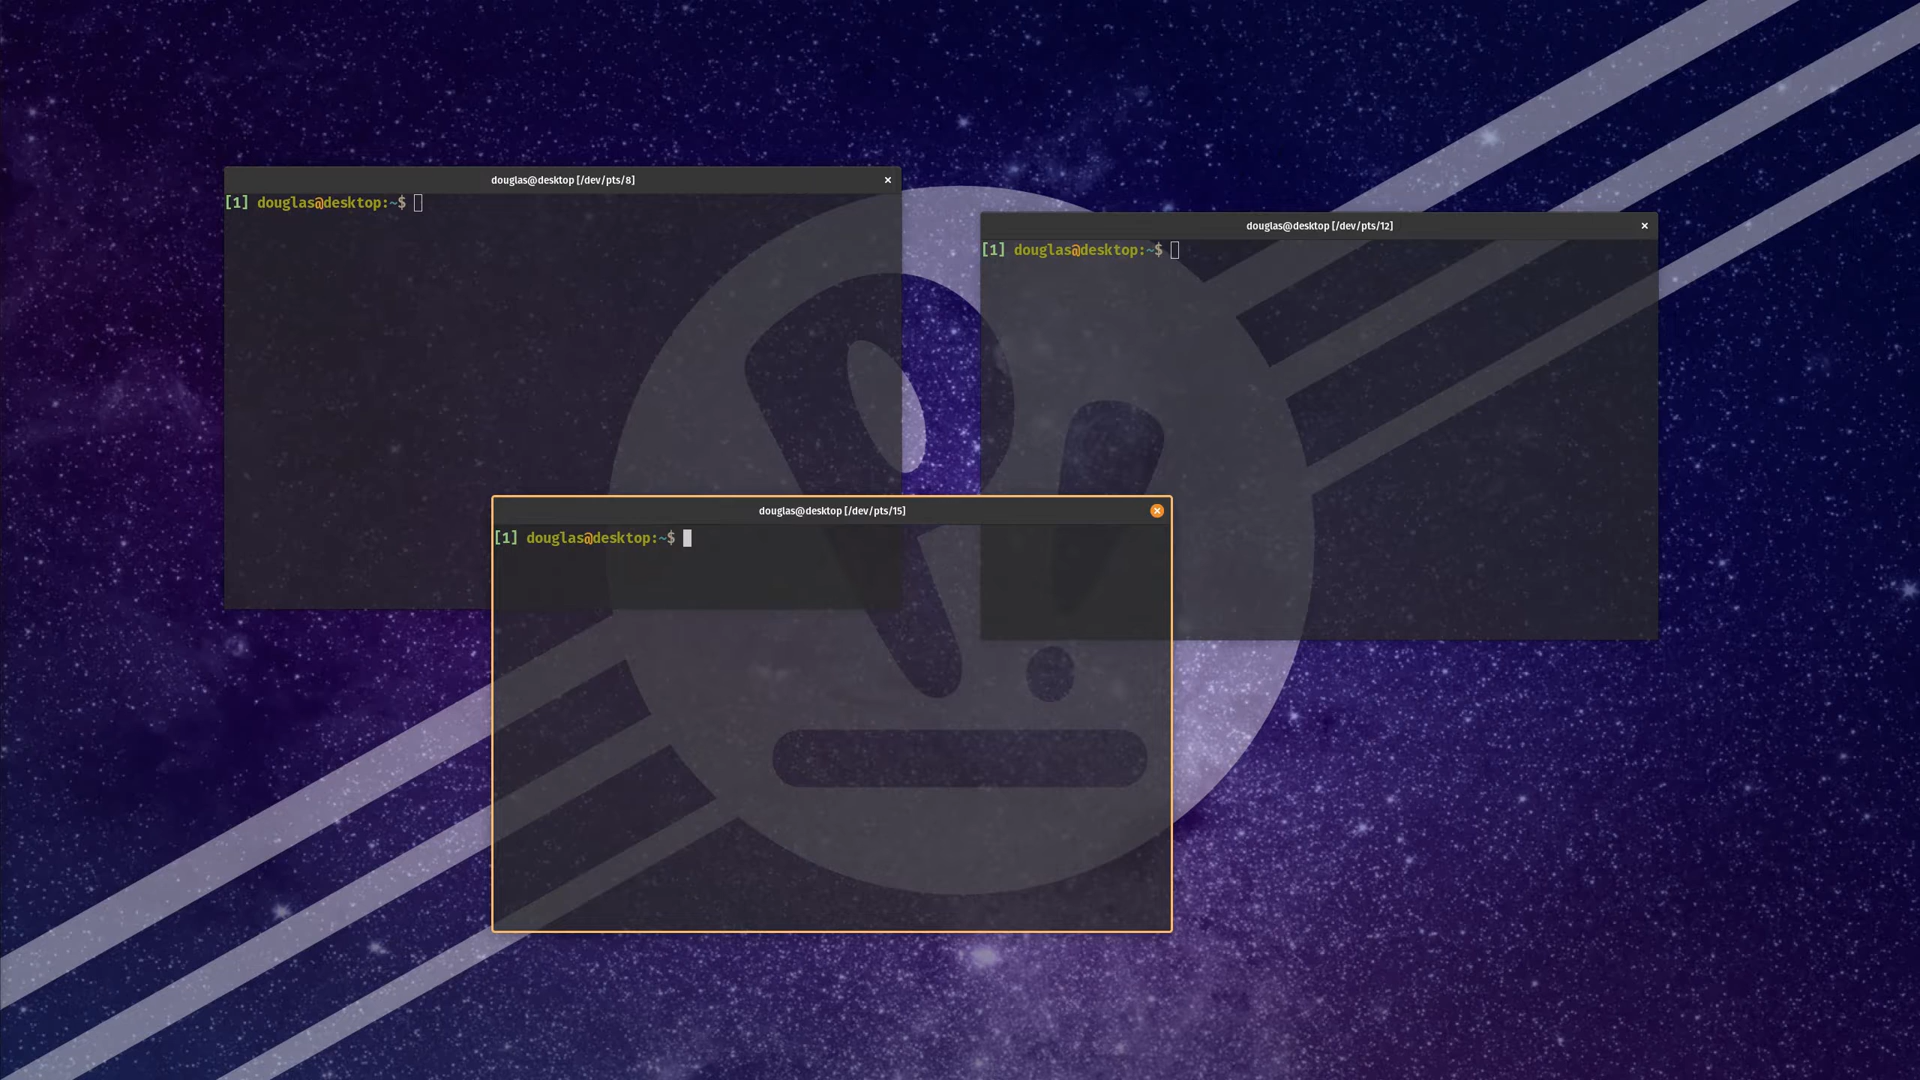 douglas@desktop [/dev/pts/8]
[1] douglas@desktop:~$
douglas@desktop [/dev/pts/12]
[1] douglas@desktop:~$
douglas@desktop [/dev/pts/15]
[1] douglas@desktop:~$